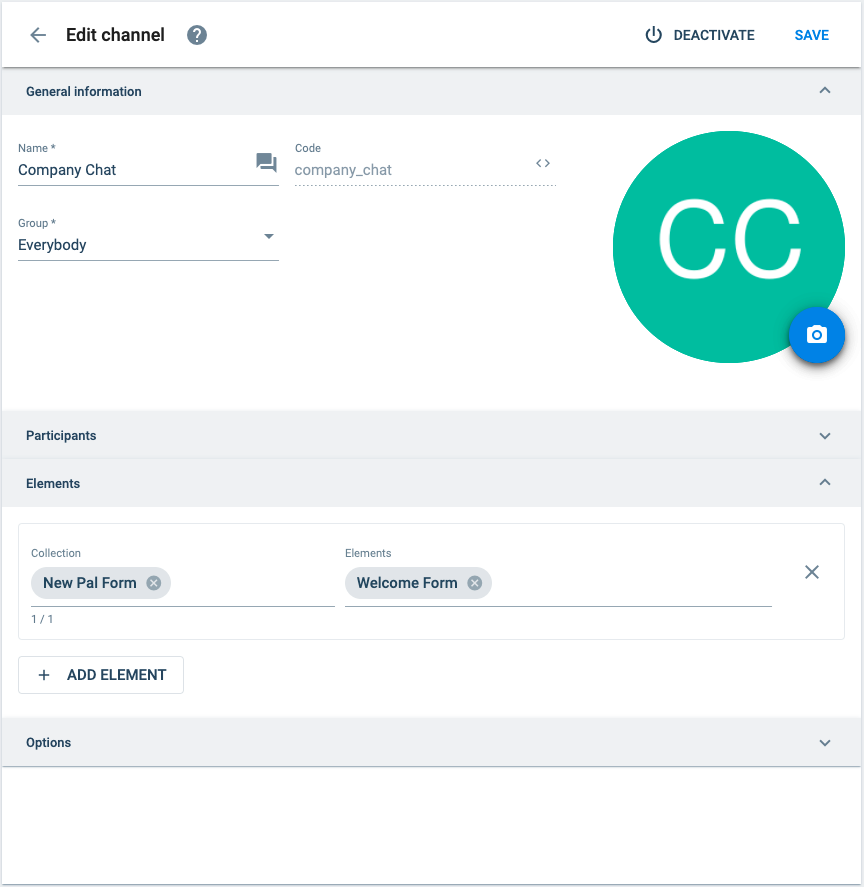 Edit channel ?
DEACTIVATE
SAVE
General information
Name *
Company Chat
Code
company_chat
Group *
Everybody
CC
Participants
Elements
Collection
New Pal Form
1 / 1
Elements
Welcome Form
ADD ELEMENT
Options